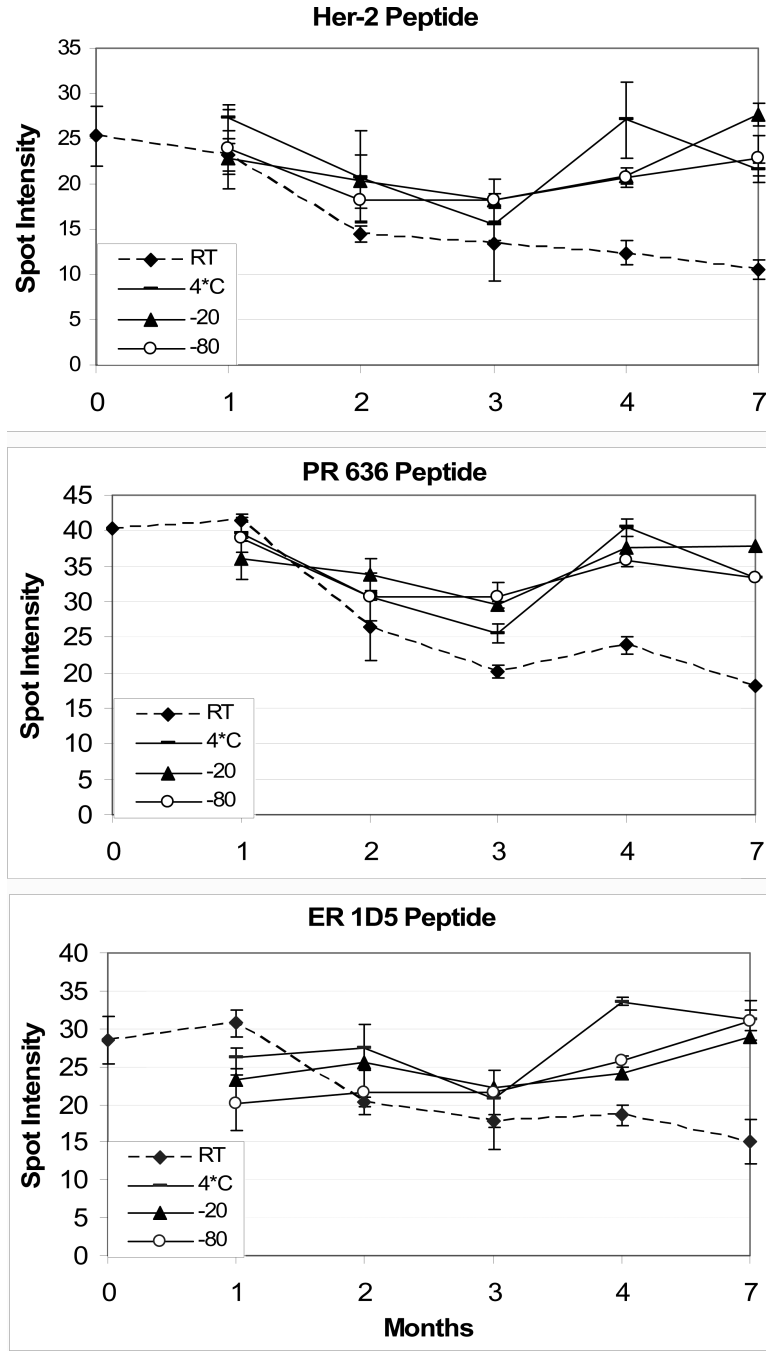 Her-2 Peptide
35
30
25
20
15
10
5
0
Spot Intensity
RT
4*C
-20
-80
0 1 2 3 4 7
PR 636 Peptide
45
40
35
30
25
20
15
10
5
0
Spot Intensity
RT
4*C
-20
-80
0 1 2 3 4 7
ER 1D5 Peptide
40
35
30
25
20
15
10
5
0
Spot Intensity
RT
4*C
-20
-80
0 1 2 3 4 7
Months